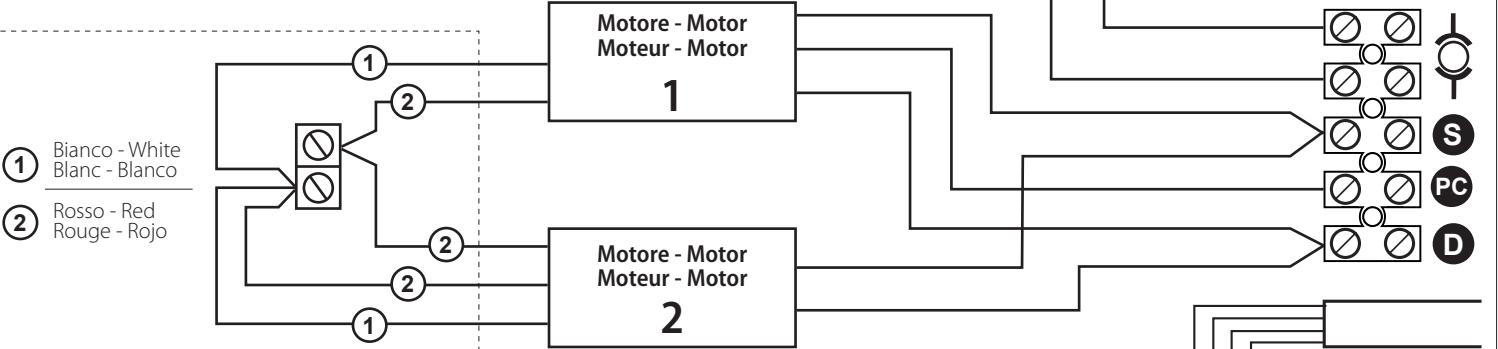 Motore - Motor
Moteur - Motor
1
1
2
1
Bianco - White
Blanc - Blanco
2
Rosso - Red
Rouge - Rojo
2
2
1
Motore - Motor
Moteur - Motor
2
S
PC
D